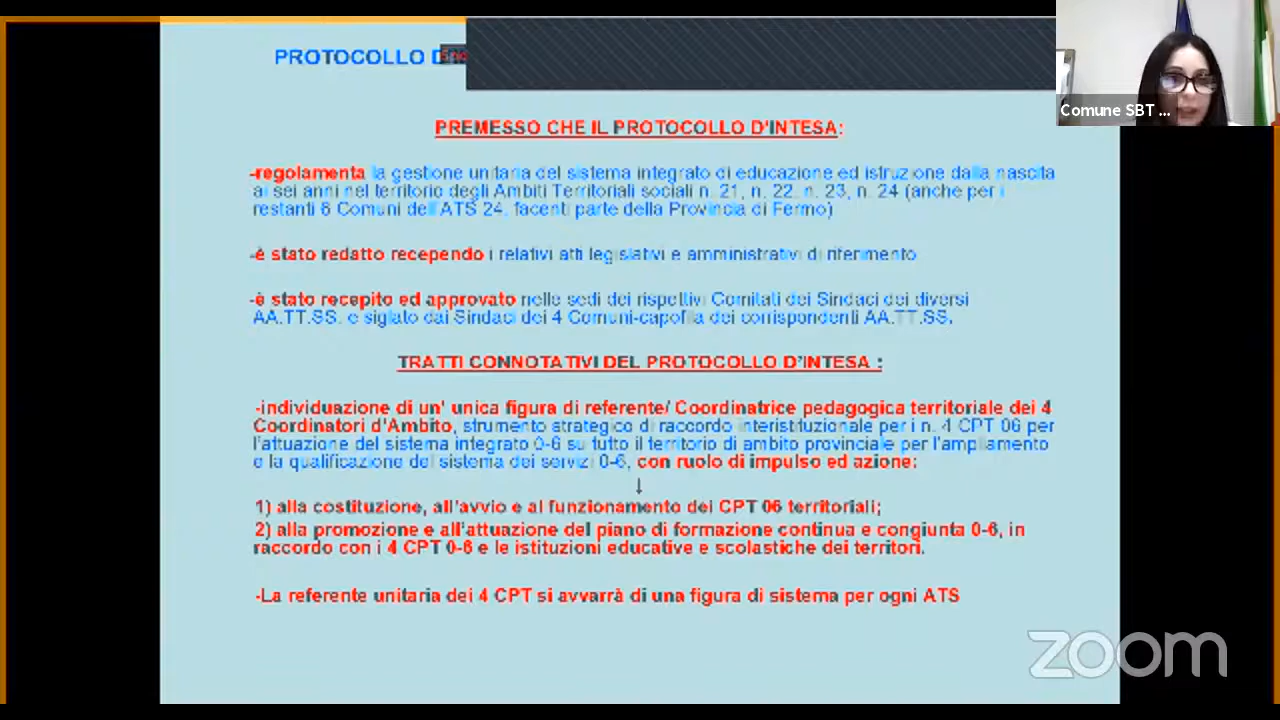 PROTOCOLLO D'
Comune SBT ...
PREMESSO CHE IL PROTOCOLLO D'INTESA:
-regolamenta la gestione unitaria del sistema integrato di educazione ed istruzione dalla nascita
ai sei anni nel territorio degli Ambiti Territoriali sociali n. 21, n. 22, n. 23, n. 24 (anche per i
restanti 8 Comuni dell'ATS 24, facenti parte della Provincia di Fermo)
-è stato redatto recependo i relativi atti legislativi e amministrativi di riferimento
-è stato recepito ed approvato nelle sedi dei rispettivi Comitati dei Sindaci dei diversi
AA.TT.SS. e siglato dai Sindaci dei 4 Comuni-capofila dei corrispondenti AA.TT.SS.
TRATTI CONNOTATIVI DEL PROTOCOLLO D'INTESA :
-individuazione di un' unica figura di referente/ Coordinatrice pedagogica territoriale dei 4
Coordinatori d'Ambito, strumento strategico di raccordo interistituzionale per i n. 4 CPT 06 per
l'attuazione del sistema integrato 0-6 su tutto il territorio di ambito provinciale per l'ampliamento
e la qualificazione del sistema dei servizi 0-6, con ruolo di impulso ed azione:
↓
1) alla costituzione, all'avvio e al funzionamento dei CPT 06 territoriali;
2) alla promozione e all'attuazione del piano di formazione continua e congiunta 0-6, in
raccordo con i 4 CPT 0-6 e le istituzioni educative e scolastiche dei territori.
-La referente unitaria dei 4 CPT si avvarrà di una figura di sistema per ogni ATS
zoom